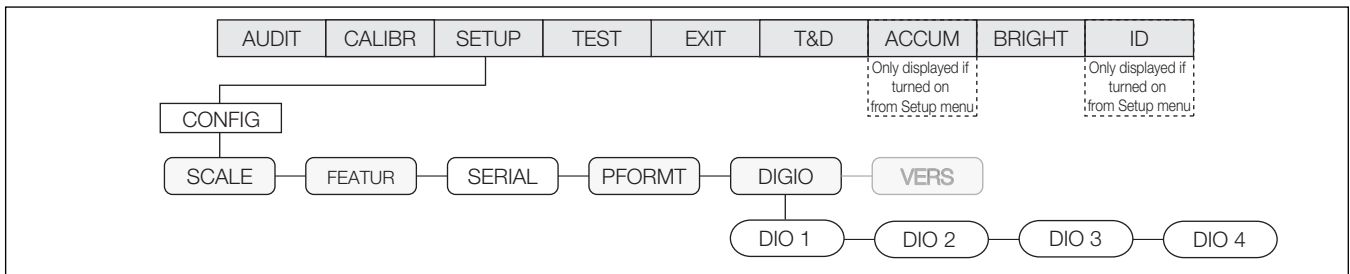 AUDIT CALIBR SETUP TEST EXIT T&D ACCUM BRIGHT ID
Only displayed if
turned on
from Setup menu
Only displayed if
turned on
from Setup menu
CONFIG
SCALE FEATUR SERIAL PFORMT DIGIO VERS
DIO 1 DIO 2 DIO 3 DIO 4